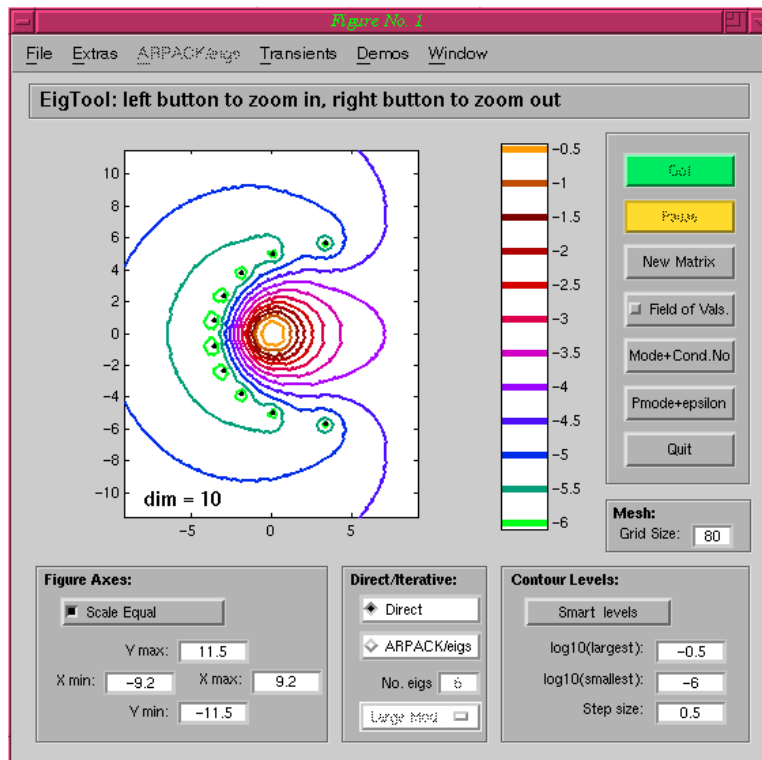 Figure No. 1
File Extras ARPACK/eigs Transients Demos Window
EigTool: left button to zoom in, right button to zoom out
10
8
6
4
2
0
−2
−4
−6
−8
−10
−5 0 5
dim = 10
−0.5
−1
−1.5
−2
−2.5
−3
−3.5
−4
−4.5
−5
−5.5
−6
Go!
Pause
New Matrix
Field of Vals.
Mode+Cond.No
Pmode+epsilon
Quit
Mesh:
Grid Size: 80
Figure Axes:
Scale Equal
Y max: 11.5
X min: −9.2 X max: 9.2
Y min: −11.5
Direct/Iterative:
Direct
ARPACK/eigs
No. eigs 6
Large Mod
Contour Levels:
Smart levels
log10(largest): −0.5
log10(smallest): −6
Step size: 0.5